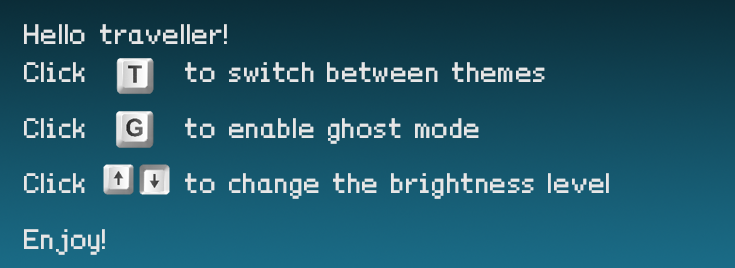 Hello traveller!
Click T to switch between themes
Click G to enable ghost mode
Click ↑ ↓ to change the brightness level
Enjoy!